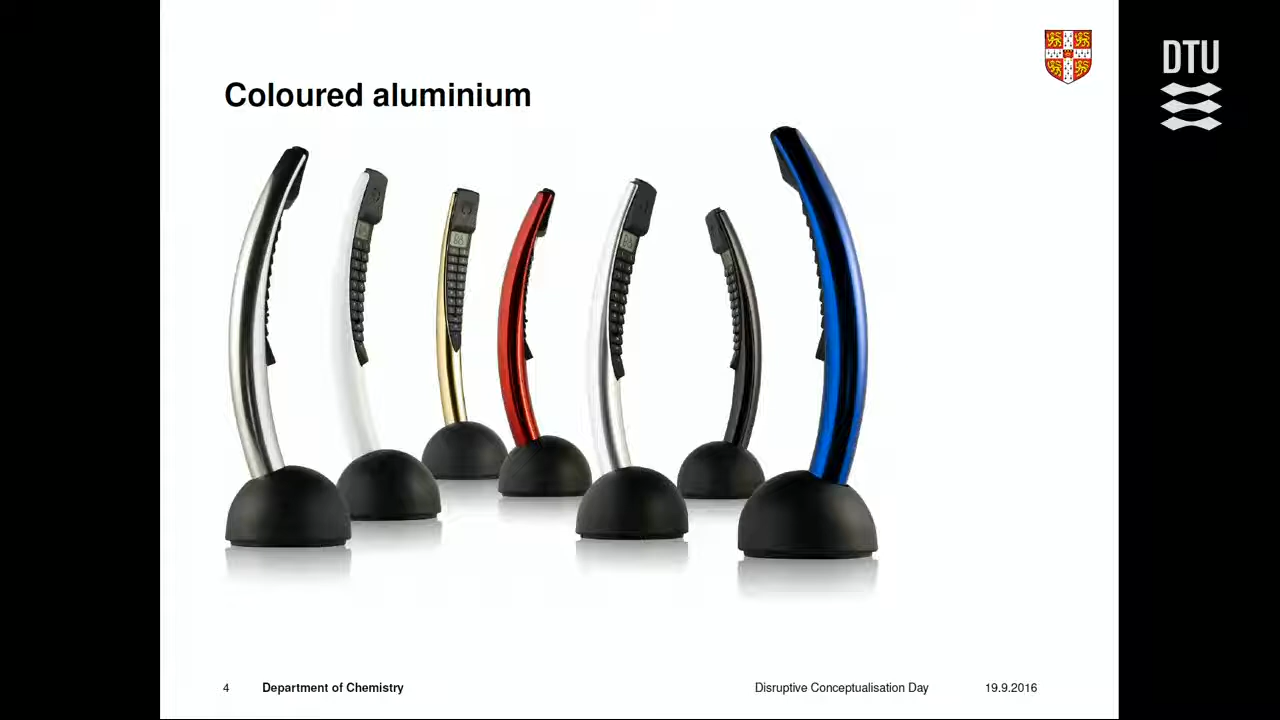 Coloured aluminium
DTU
4 Department of Chemistry Disruptive Conceptualisation Day 19.9.2016